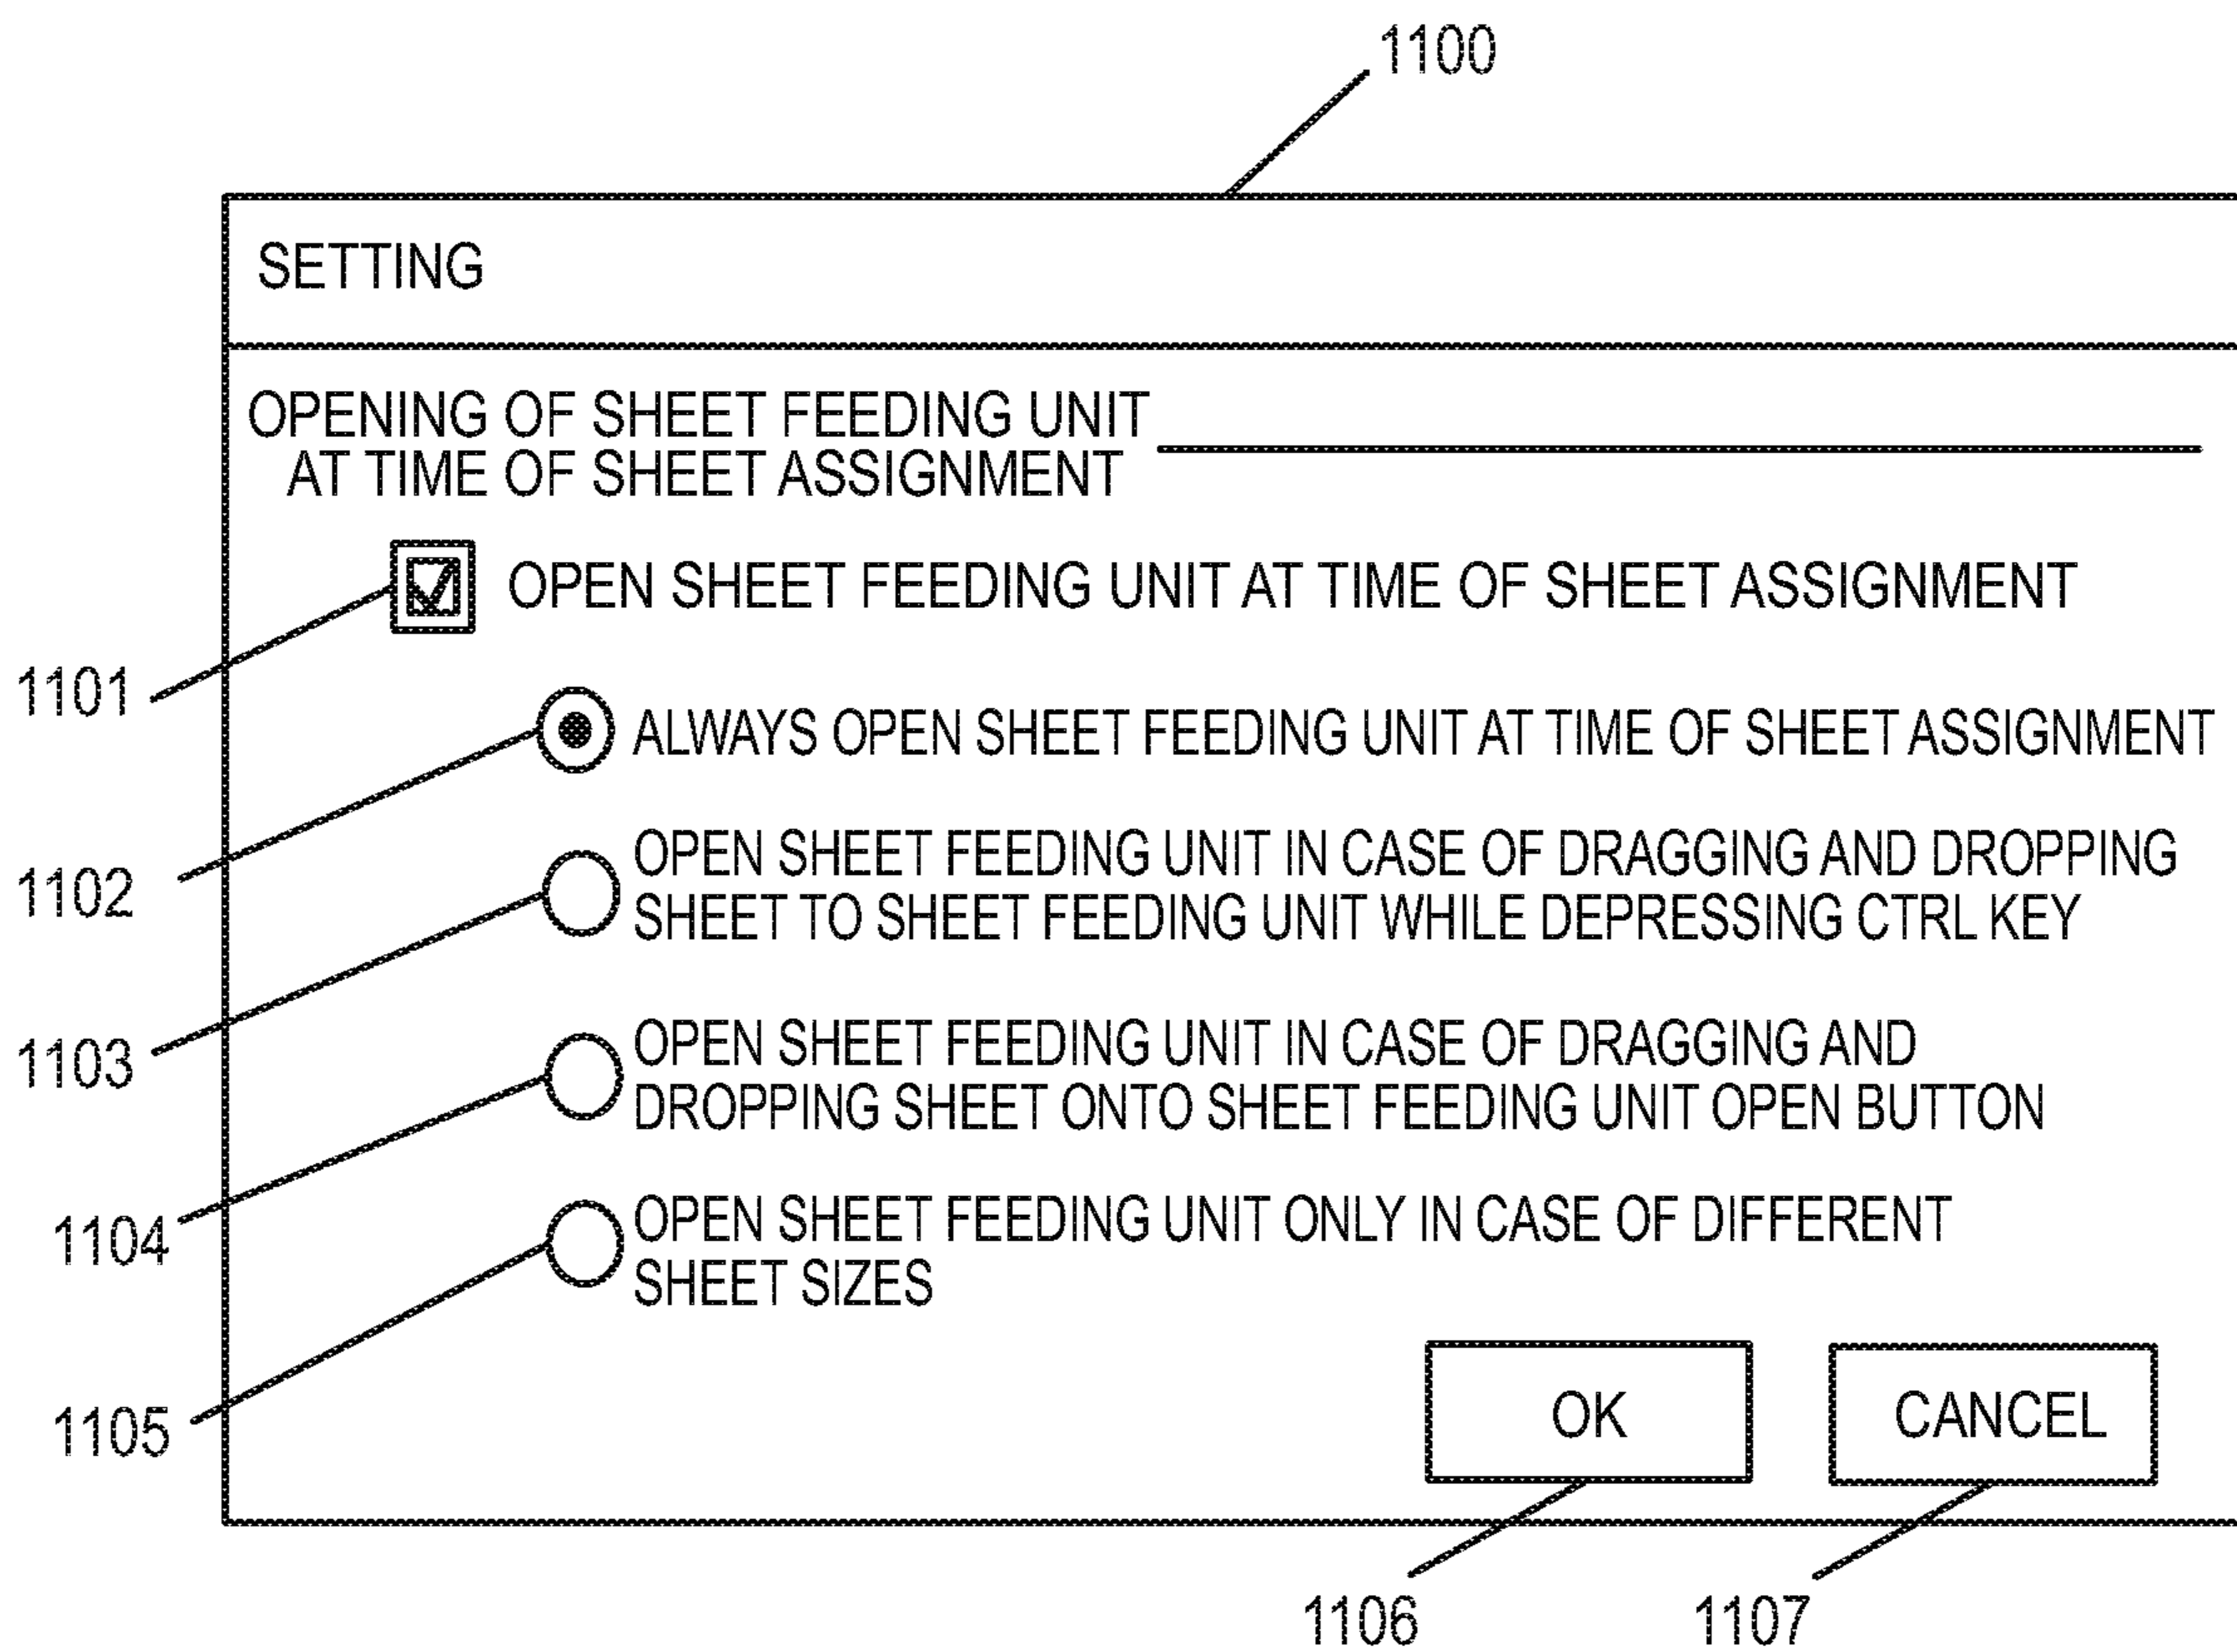 1100
SETTING
OPENING OF SHEET FEEDING UNIT
AT TIME OF SHEET ASSIGNMENT
OPEN SHEET FEEDING UNIT AT TIME OF SHEET ASSIGNMENT
1101
ALWAYS OPEN SHEET FEEDING UNIT AT TIME OF SHEET ASSIGNMENT
1102
OPEN SHEET FEEDING UNIT IN CASE OF DRAGGING AND DROPPING
SHEET TO SHEET FEEDING UNIT WHILE DEPRESSING CTRL KEY
1103
OPEN SHEET FEEDING UNIT IN CASE OF DRAGGING AND
DROPPING SHEET ONTO SHEET FEEDING UNIT OPEN BUTTON
1104
OPEN SHEET FEEDING UNIT ONLY IN CASE OF DIFFERENT
SHEET SIZES
1105
OK
CANCEL
1106
1107